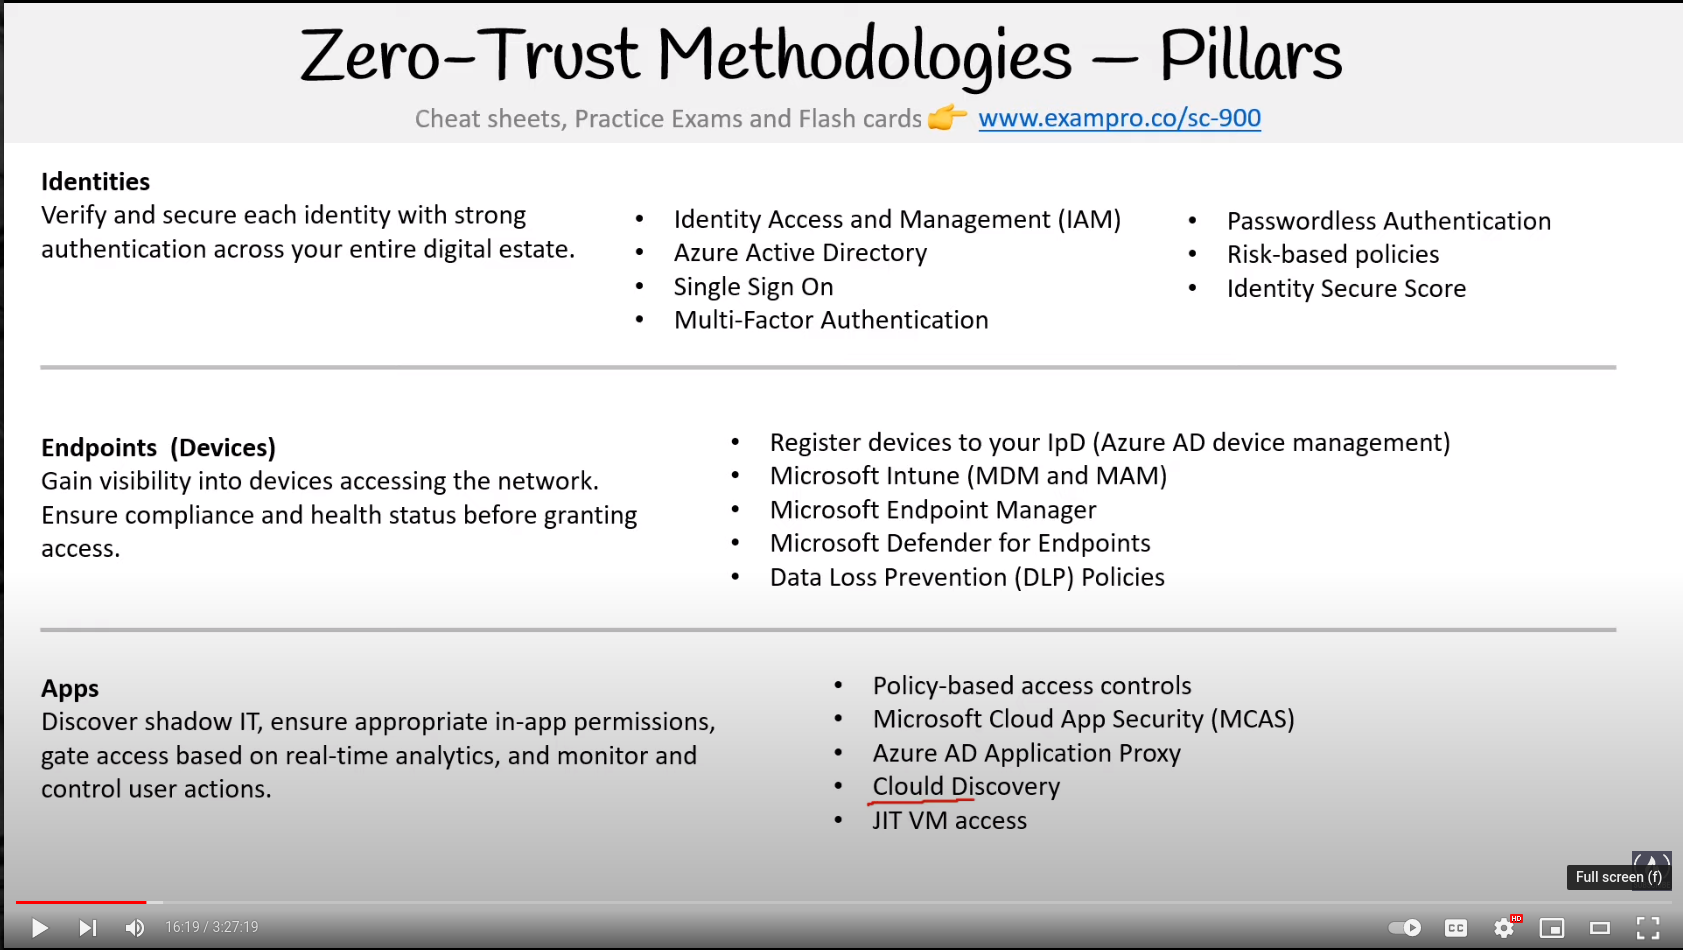 Zero-Trust Methodologies – Pillars
Cheat sheets, Practice Exams and Flash cards 👉 www.exampro.co/sc-900
Identities
Verify and secure each identity with strong
authentication across your entire digital estate.
• Identity Access and Management (IAM)
• Azure Active Directory
• Single Sign On
• Multi-Factor Authentication
• Passwordless Authentication
• Risk-based policies
• Identity Secure Score
Endpoints (Devices)
Gain visibility into devices accessing the network.
Ensure compliance and health status before granting
access.
• Register devices to your IpD (Azure AD device management)
• Microsoft Intune (MDM and MAM)
• Microsoft Endpoint Manager
• Microsoft Defender for Endpoints
• Data Loss Prevention (DLP) Policies
Apps
Discover shadow IT, ensure appropriate in-app permissions,
gate access based on real-time analytics, and monitor and
control user actions.
• Policy-based access controls
• Microsoft Cloud App Security (MCAS)
• Azure AD Application Proxy
• Clould Discovery
• JIT VM access
Full screen (f)
16:19 / 3:27:19
CC
HD